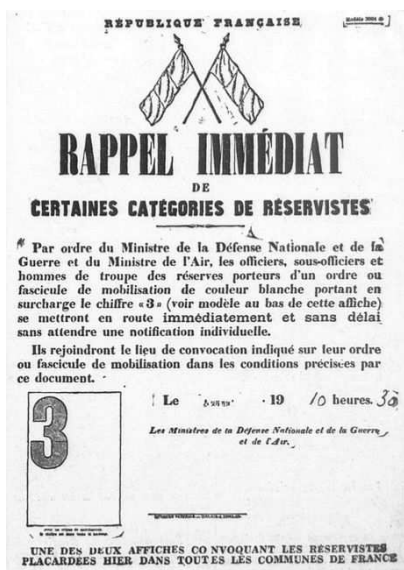 RÉPUBLIQUE FRANÇAISE
RAPPEL IMMÉDIAT
DE
CERTAINES CATÉGORIES DE RÉSERVISTES
Par ordre du Ministre de la Défense Nationale et de la
Guerre et du Ministre de l'Air, les officiers, sous-officiers et
hommes de troupe des réserves porteurs d'un ordre ou
fascicule de mobilisation de couleur blanche portant en
surcharge le chiffre «3» (voir modèle au bas de cette affiche)
se mettront en route immédiatement et sans délai
sans attendre une notification individuelle.
Ils rejoindront le lieu de convocation indiqué sur leur ordre
ou fascicule de mobilisation dans les conditions précisées par
ce document.
3
Le 19 10 heures. 30
Les Ministres de la Défense Nationale et de la Guerre
et de l'Air.
UNE DES DEUX AFFICHES CONVOQUANT LES RÉSERVISTES
PLACARDÉES HIER DANS TOUTES LES COMMUNES DE FRANCE